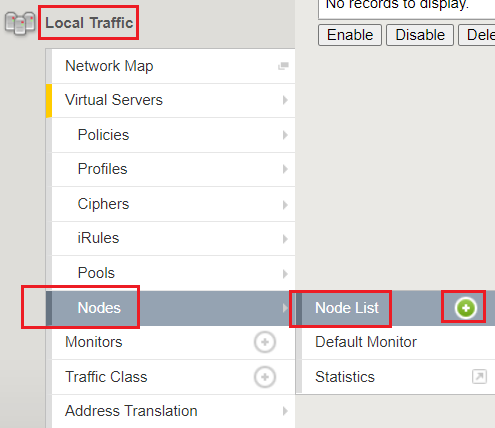 No records to display.
Local Traffic
Enable Disable
Network Map
Virtual Servers
Policies
Profiles
Ciphers
iRules
Pools
Nodes
Node List
Monitors
Default Monitor
Traffic Class
Statistics
Address Translation